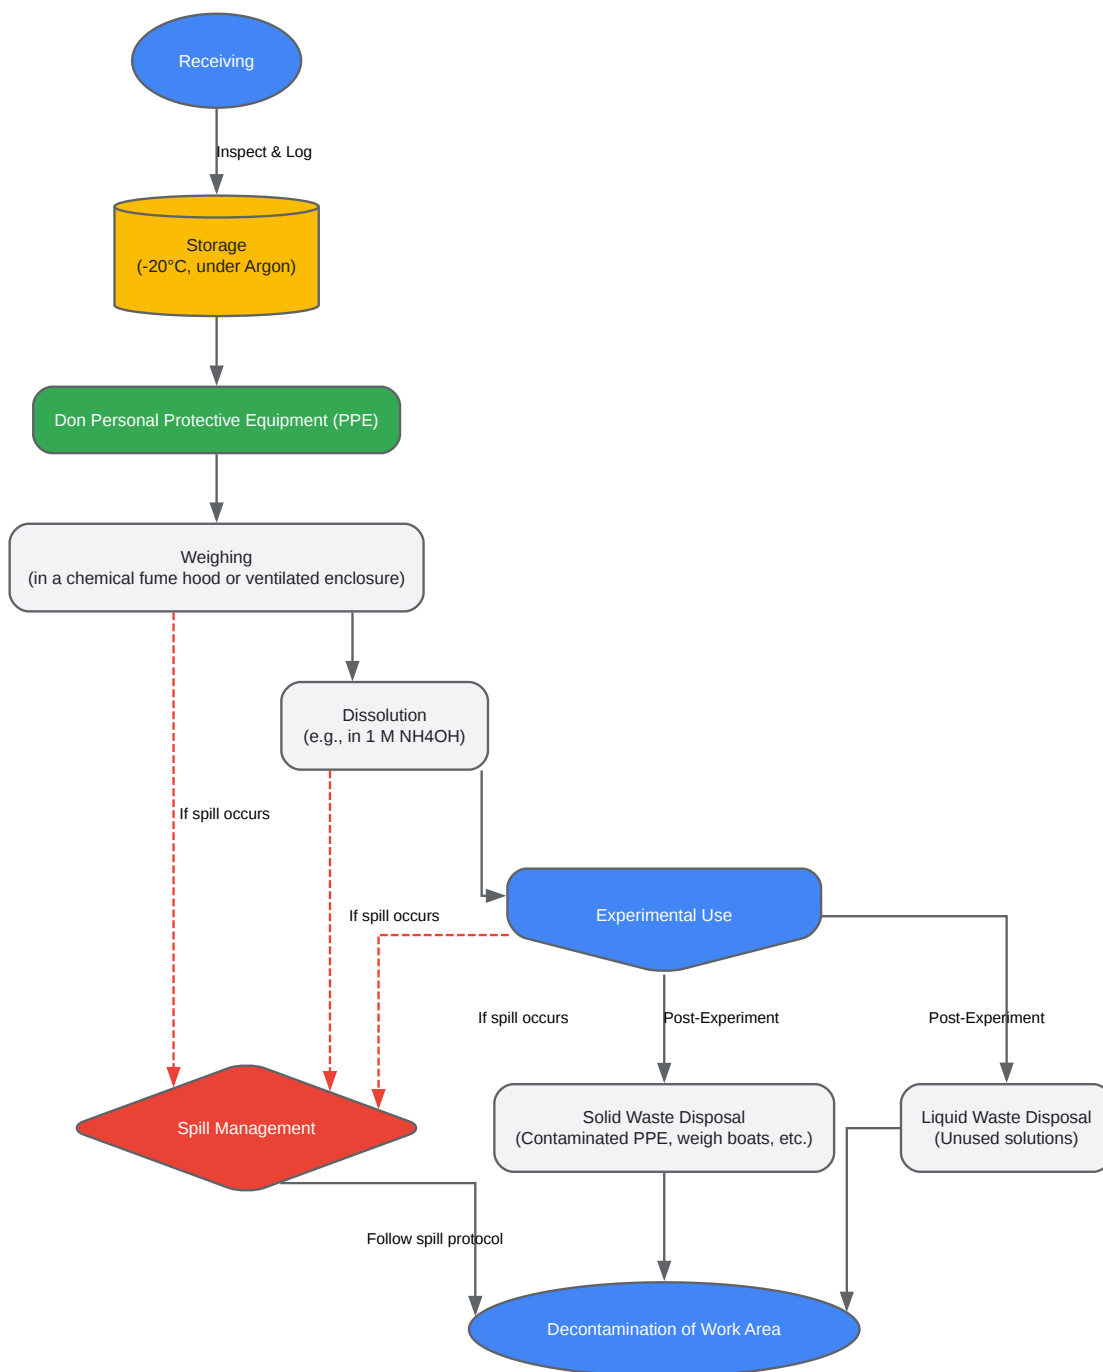 Receiving
Inspect & Log
Storage
(-20°C, under Argon)
Don Personal Protective Equipment (PPE)
Weighing
(in a chemical fume hood or ventilated enclosure)
Dissolution
(e.g., in 1 M NH4OH)
If spill occurs
If spill occurs
Experimental Use
If spill occurs
Post-Experiment
Post-Experiment
Spill Management
Solid Waste Disposal
(Contaminated PPE, weigh boats, etc.)
Liquid Waste Disposal
(Unused solutions)
Follow spill protocol
Decontamination of Work Area